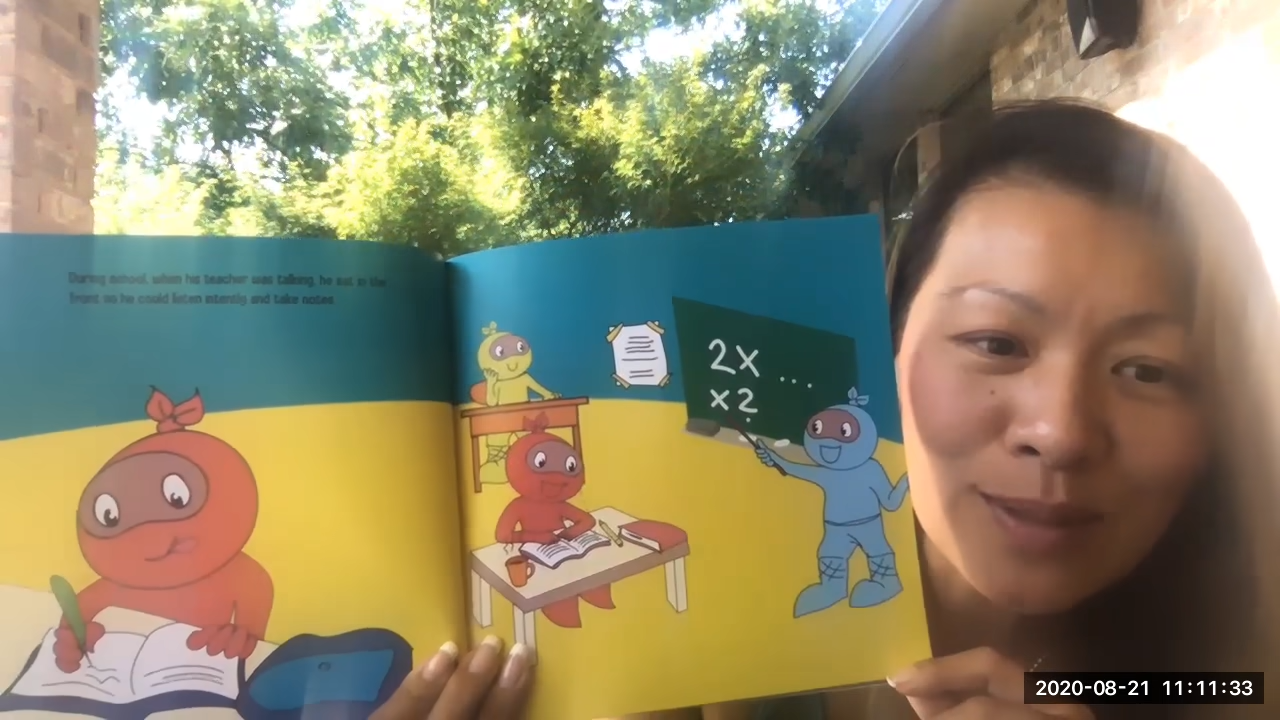 During school, when his teacher was talking, he sat in the
front so he could listen intently and take notes.
2X ...
x 2
2020-08-21 11:11:33